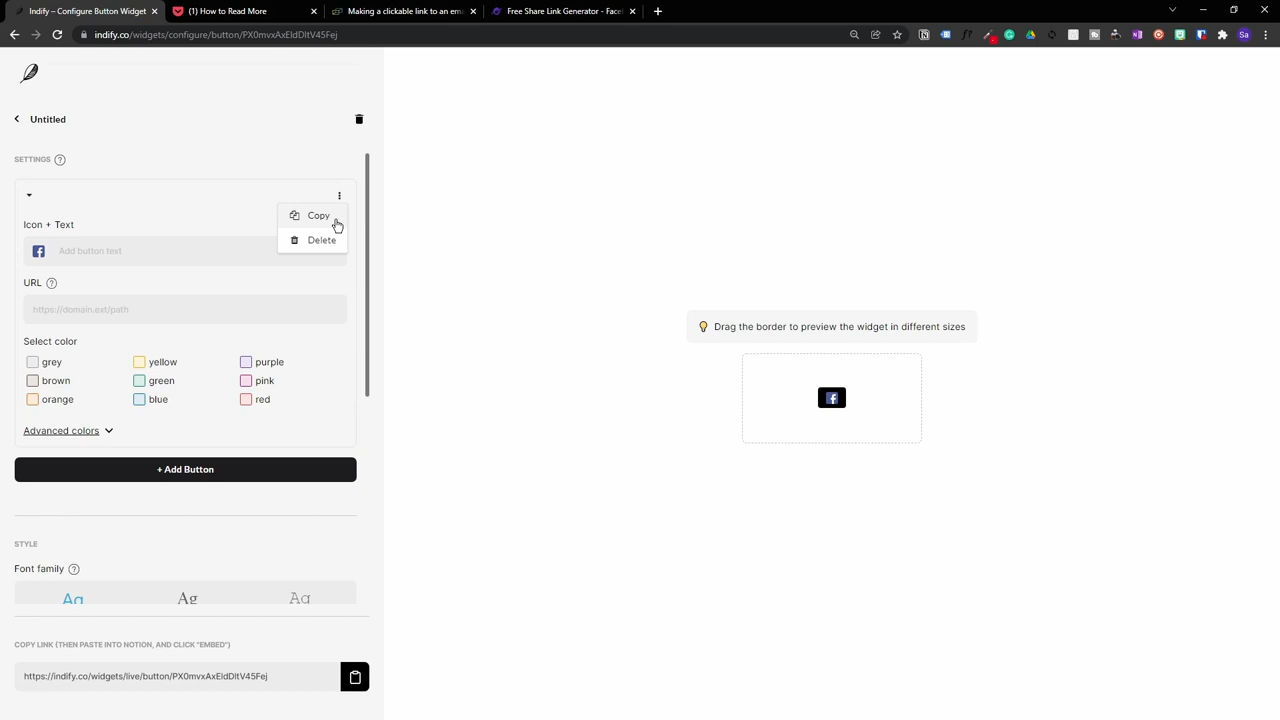 Indify – Configure Button Widget
(1) How to Read More
Making a clickable link to an em
Free Share Link Generator - Face
indify.co/widgets/configure/button/PX0mvxAxEldDltV45Fej
Sa
Untitled
SETTINGS ?
Copy
Icon + Text
Delete
Add button text
URL ?
https://domain.ext/path
Select color
grey yellow purple
brown green pink
orange blue red
Advanced colors
+ Add Button
STYLE
Font family ?
Ag Ag Ag
COPY LINK (THEN PASTE INTO NOTION, AND CLICK "EMBED")
https://indify.co/widgets/live/button/PX0mvxAxEldDltV45Fej
Drag the border to preview the widget in different sizes